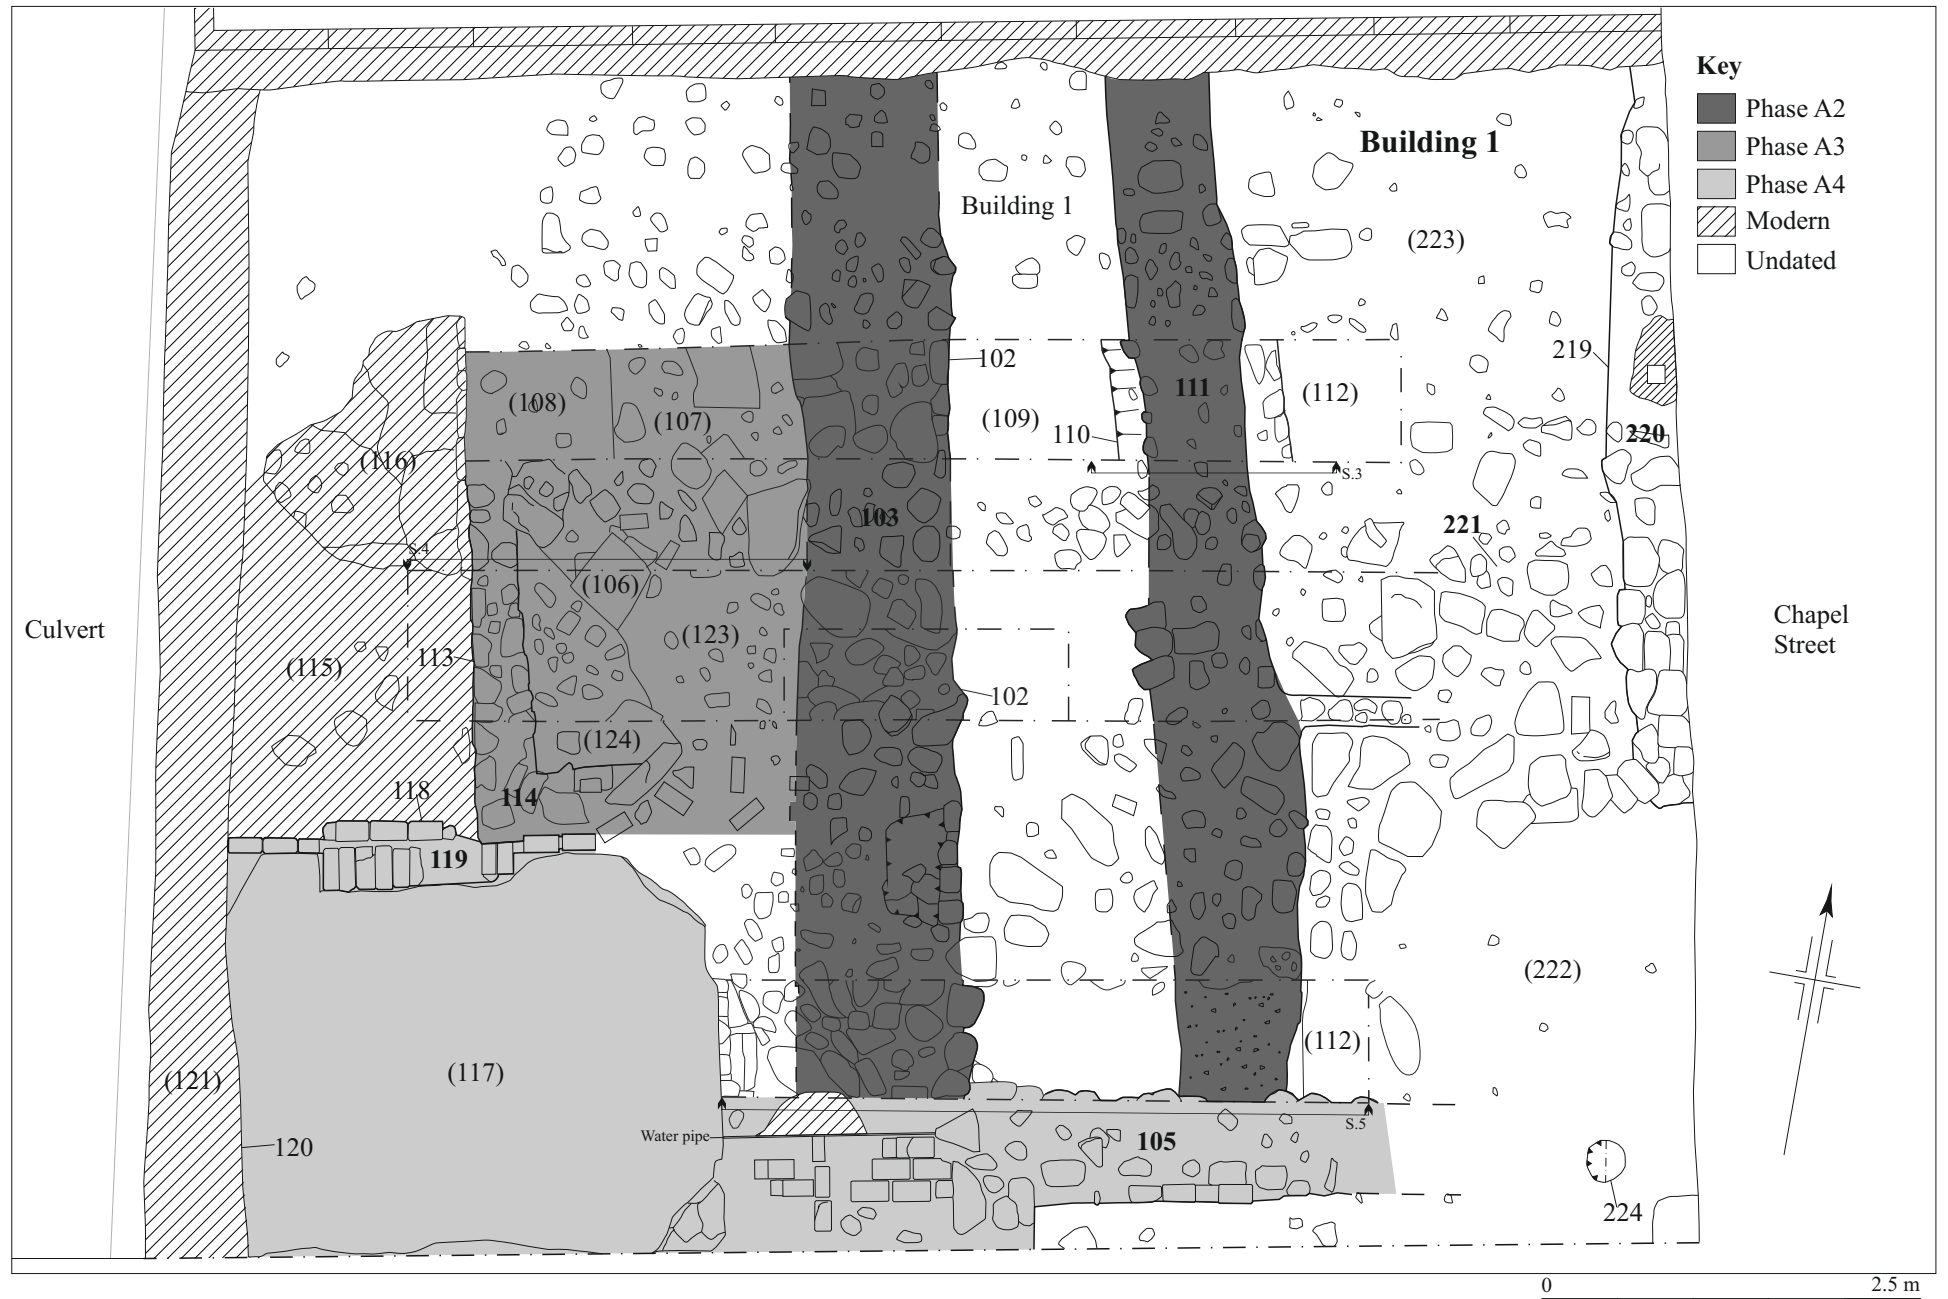 Key
Phase A2
Phase A3
Phase A4
Modern
Undated
Building 1
Building 1
(223)
102
219
(108)
(107)
(109)
110
111
(112)
220
(116)
S.3
103
221
S.4
(106)
Culvert
(123)
Chapel
Street
(115)
113
102
(124)
118
114
119
(222)
(112)
(117)
(121)
S.5
Water pipe
105
120
224
0 2.5 m